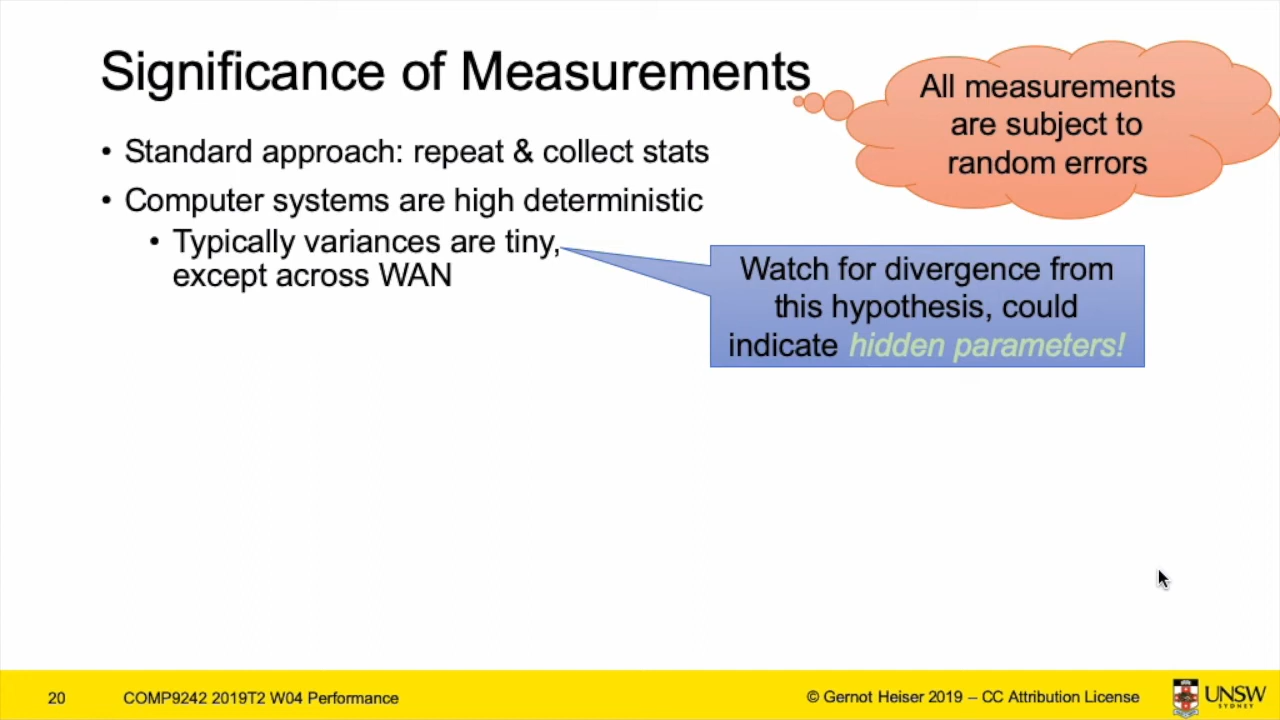 Significance of Measurements
All measurements
are subject to
random errors
• Standard approach: repeat & collect stats
• Computer systems are high deterministic
• Typically variances are tiny,
except across WAN
Watch for divergence from
this hypothesis, could
indicate hidden parameters!
20
COMP9242 2019T2 W04 Performance
© Gernot Heiser 2019 – CC Attribution License
UNSW
SYDNEY